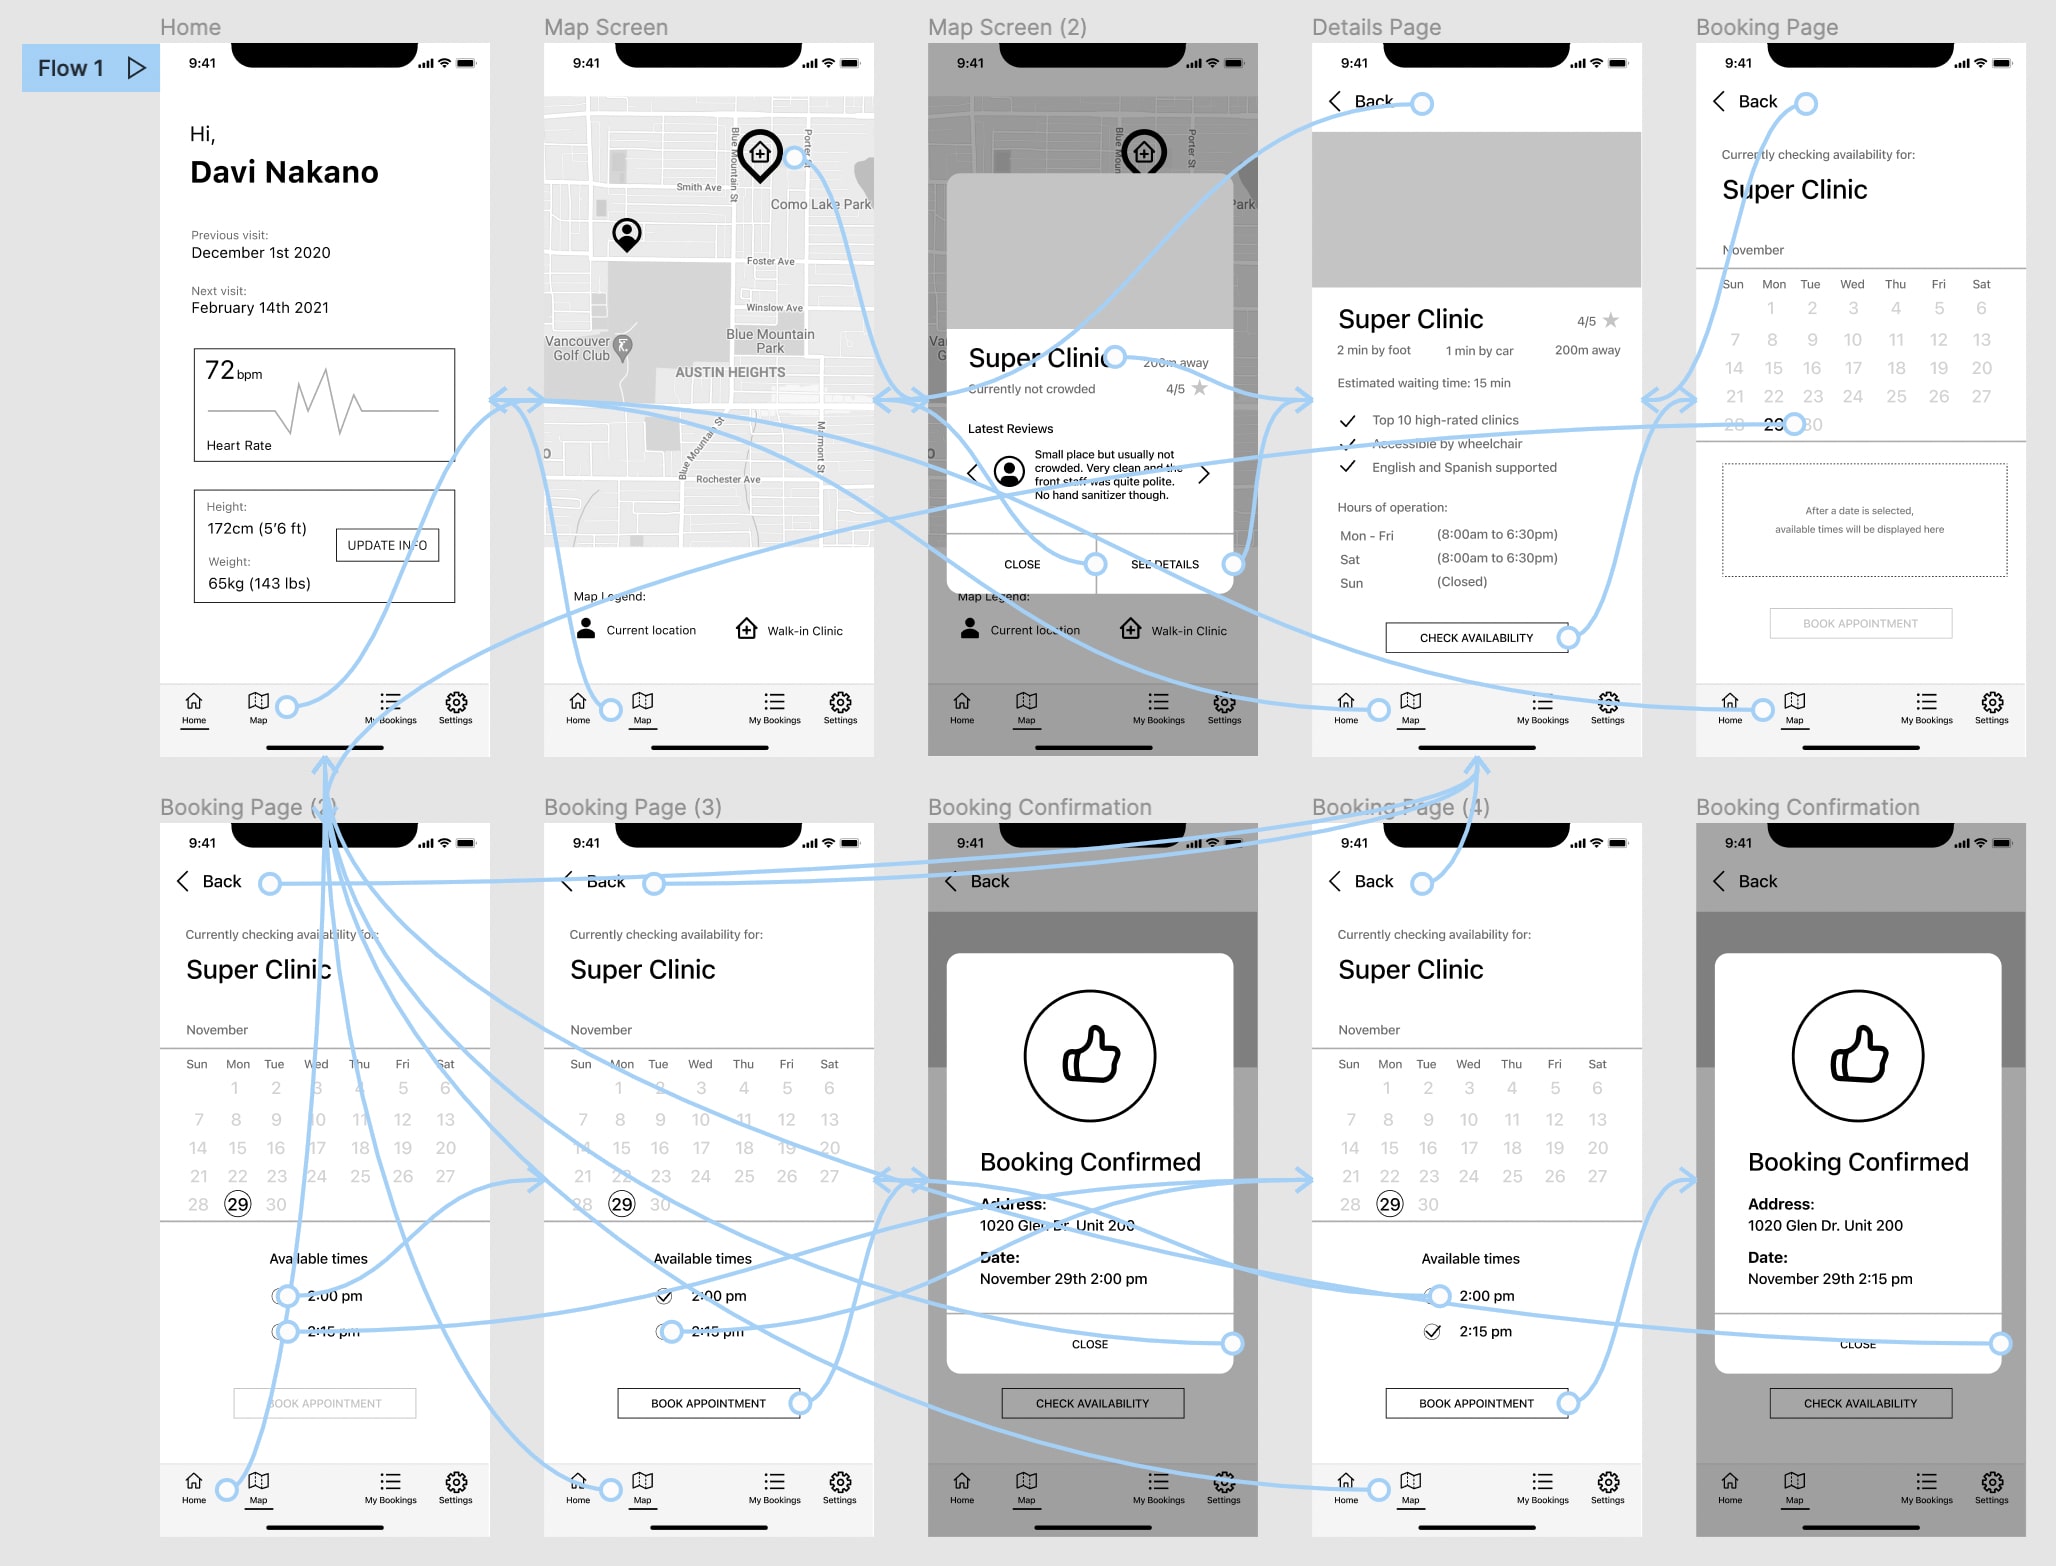 Flow 1
Home
9:41
Hi,
Davi Nakano
Previous visit:
December 1st 2020
Next visit:
February 14th 2021
72 bpm
Heart Rate
Height:
172cm (5'6 ft)
Weight:
65kg (143 lbs)
UPDATE INFO
Home
Map
My Bookings
Settings
Map Screen
9:41
Blue Mountain St
Porter St
Smith Ave
Como Lake Park
Foster Ave
Winslow Ave
Blue Mountain
Park
Vancouver
Golf Club
AUSTIN HEIGHTS
Blue Mountain St
Marmont St
Rochester Ave
Map Legend:
Current location
Walk-in Clinic
Home
Map
My Bookings
Settings
Map Screen (2)
9:41
Porter St
Park
Super Clinic
200m away
Currently not crowded
4/5
Latest Reviews
Small place but usually not
crowded. Very clean and the
front staff was quite polite.
No hand sanitizer though.
CLOSE
SEE DETAILS
Map Legend:
Current location
Walk-in Clinic
Home
Map
My Bookings
Settings
Details Page
9:41
Back
Super Clinic
4/5
2 min by foot
1 min by car
200m away
Estimated waiting time: 15 min
Top 10 high-rated clinics
Accessible by wheelchair
English and Spanish supported
Hours of operation:
Mon - Fri (8:00am to 6:30pm)
Sat (8:00am to 6:30pm)
Sun (Closed)
CHECK AVAILABILITY
Home
Map
My Bookings
Settings
Booking Page
9:41
Back
Currently checking availability for:
Super Clinic
November
Sun Mon Tue Wed Thu Fri Sat
1 2 3 4 5 6
7 8 9 10 11 12 13
14 15 16 17 18 19 20
21 22 23 24 25 26 27
28 29 30
After a date is selected,
available times will be displayed here
BOOK APPOINTMENT
Home
Map
My Bookings
Settings
Booking Page (2)
9:41
Back
Currently checking availability for:
Super Clinic
November
Sun Mon Tue Wed Thu Fri Sat
1 2 3 4 5 6
7 8 9 10 11 12 13
14 15 16 17 18 19 20
21 22 23 24 25 26 27
28 29 30
Available times
2:00 pm
2:15 pm
BOOK APPOINTMENT
Home
Map
My Bookings
Settings
Booking Page (3)
9:41
Back
Currently checking availability for:
Super Clinic
November
Sun Mon Tue Wed Thu Fri Sat
1 2 3 4 5 6
7 8 9 10 11 12 13
14 15 16 17 18 19 20
21 22 23 24 25 26 27
28 29 30
Available times
2:00 pm
2:15 pm
BOOK APPOINTMENT
Home
Map
My Bookings
Settings
Booking Confirmation
9:41
Back
Booking Confirmed
Address:
1020 Glen Dr. Unit 200
Date:
November 29th 2:00 pm
CLOSE
CHECK AVAILABILITY
Home
Map
My Bookings
Settings
Booking Page (4)
9:41
Back
Currently checking availability for:
Super Clinic
November
Sun Mon Tue Wed Thu Fri Sat
1 2 3 4 5 6
7 8 9 10 11 12 13
14 15 16 17 18 19 20
21 22 23 24 25 26 27
28 29 30
Available times
2:00 pm
2:15 pm
BOOK APPOINTMENT
Home
Map
My Bookings
Settings
Booking Confirmation
9:41
Back
Booking Confirmed
Address:
1020 Glen Dr. Unit 200
Date:
November 29th 2:15 pm
CLOSE
CHECK AVAILABILITY
Home
Map
My Bookings
Settings